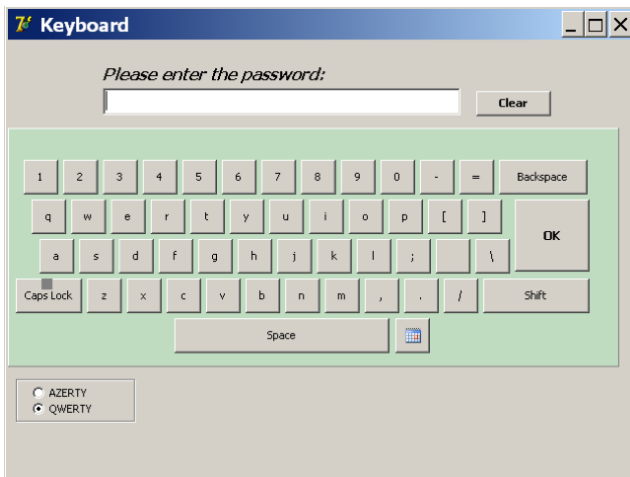 Keyboard
Please enter the password:
Clear
1 2 3 4 5 6 7 8 9 0 - = Backspace
q w e r t y u i o p [ ]
OK
a s d f g h j k l ; \
Caps Lock z x c v b n m , . / Shift
Space
AZERTY
QWERTY